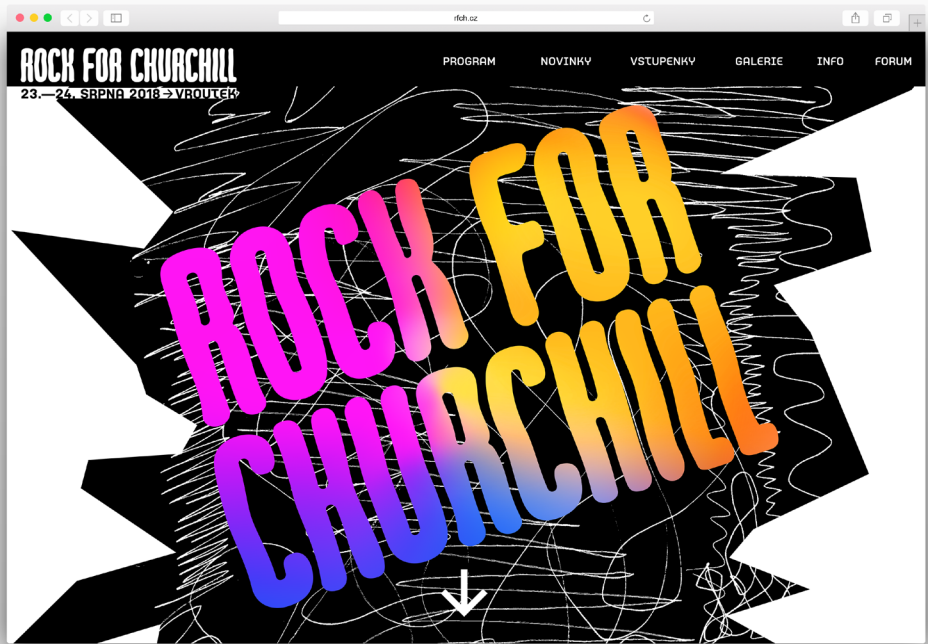 rfch.cz
ROCK FOR CHURCHILL
23.—24. SRPNA 2018→VROUTEK
PROGRAM NOVINKY VSTUPENKY GALERIE INFO FORUM
ROCK FOR
CHURCHILL